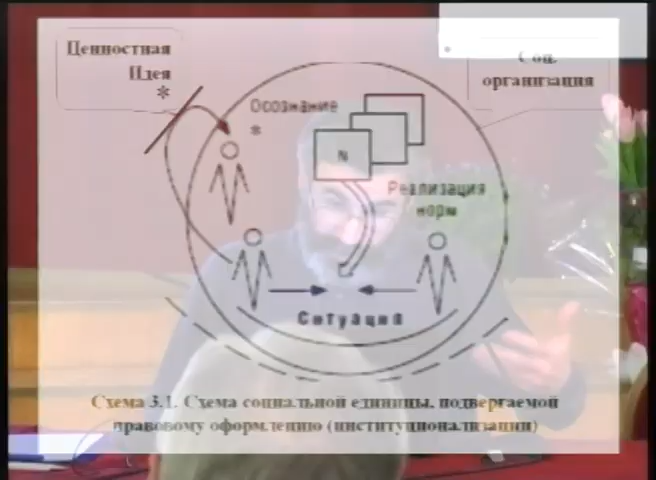 Ценностная
Идея
*
Соц.
организация
Осознание
*
N
Реализация
норм
Ситуация
Схема 3.1. Схема социальной единицы, подвергаемой
правовому оформлению (институционализации)